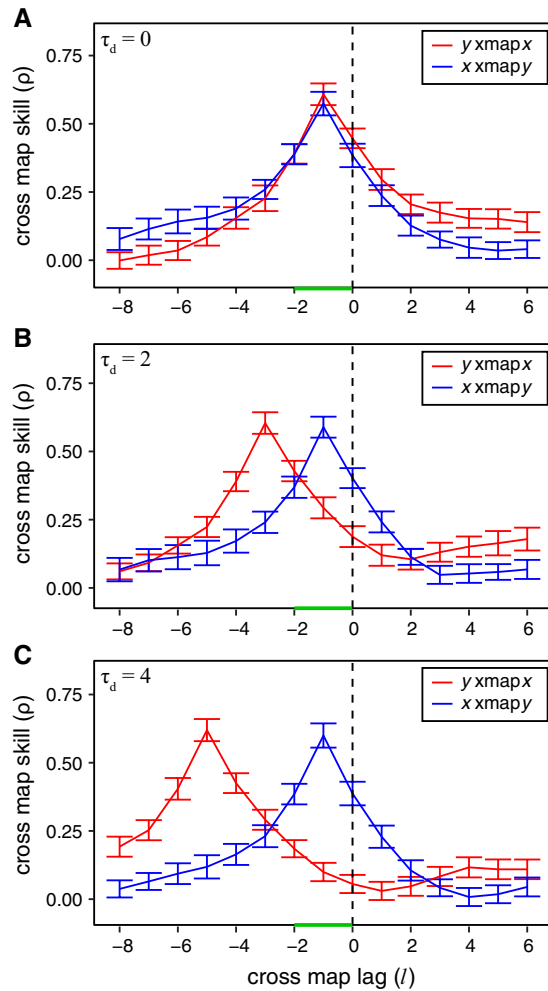 A
τd = 0
y xmap x
x xmap y
cross map skill (ρ)
0.75
0.50
0.25
0.00
−8 −6 −4 −2 0 2 4 6
B
τd = 2
y xmap x
x xmap y
cross map skill (ρ)
0.75
0.50
0.25
0.00
−8 −6 −4 −2 0 2 4 6
C
τd = 4
y xmap x
x xmap y
cross map skill (ρ)
0.75
0.50
0.25
0.00
−8 −6 −4 −2 0 2 4 6
cross map lag (l)